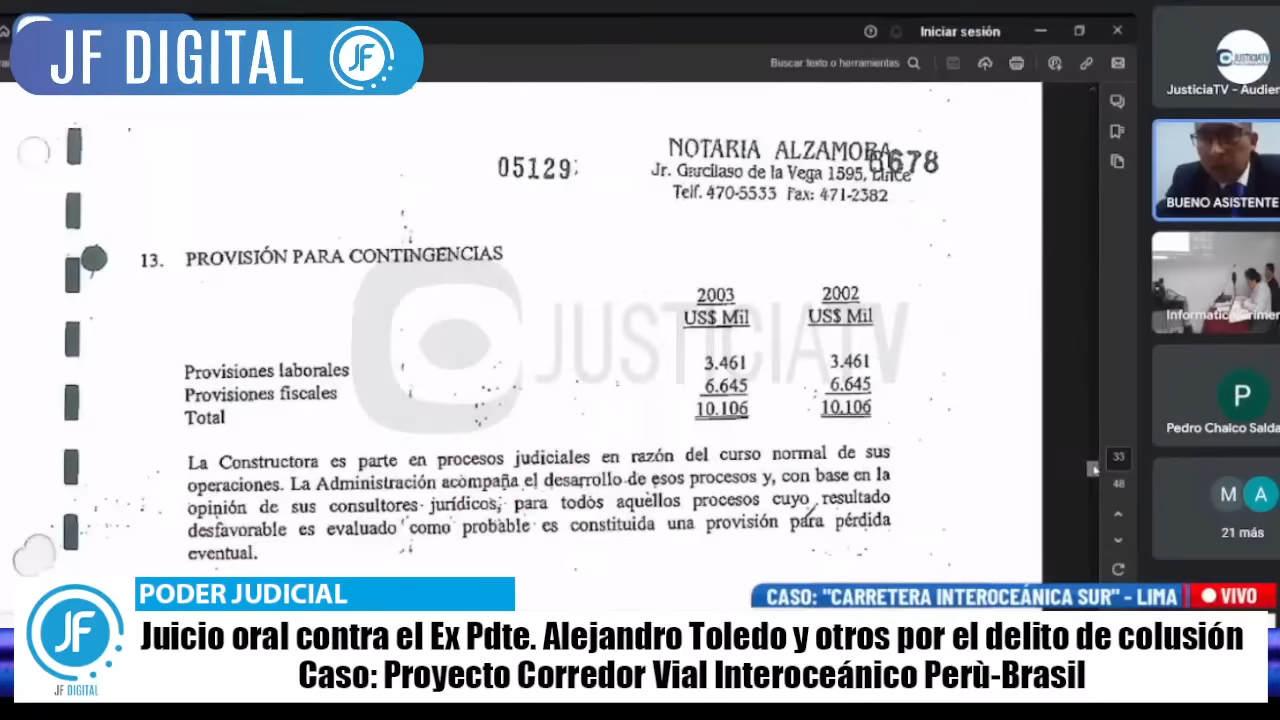 JF DIGITAL
JF
Iniciar sesión
Buscar texto o herramientas
05129
NOTARIA ALZAMORA
6678
Jr. Garcilaso de la Vega 1595, Lince
Telf. 470-5533 Fax: 471-2382
13. PROVISIÓN PARA CONTINGENCIAS
2003 2002
US$ Mil US$ Mil
Provisiones laborales 3.461 3.461
Provisiones fiscales 6.645 6.645
Total 10.106 10.106
La Constructora es parte en procesos judiciales en razón del curso normal de sus
operaciones. La Administración acompaña el desarrollo de esos procesos y, con base en la
opinión de sus consultores jurídicos, para todos aquellos procesos cuyo resultado
desfavorable es evaluado como probable es constituida una provisión para pérdida
eventual.
JUSTICIATV
33
48
JUSTICIATV
JusticiaTV - Audien
BUENO ASISTENTE
Informatica
Pedro Chalco Salda
P
M A
21 más
PODER JUDICIAL
CASO: "CARRETERA INTEROCEÁNICA SUR" - LIMA
VIVO
JF
JF DIGITAL
Juicio oral contra el Ex Pdte. Alejandro Toledo y otros por el delito de colusión
Caso: Proyecto Corredor Vial Interoceánico Perù-Brasil